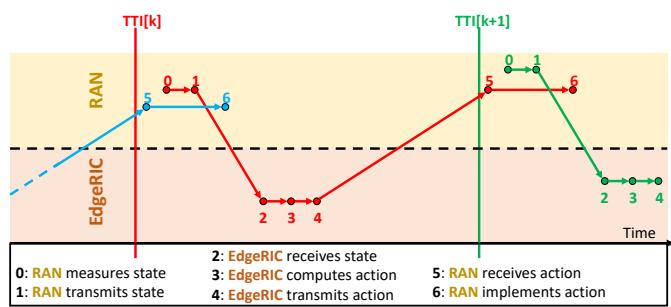 TTI[k]
TTI[k+1]
0 1
0 1
5 6
5 6
RAN
EdgeRIC
2 3 4
2 3 4
Time
0: RAN measures state
1: RAN transmits state
2: EdgeRIC receives state
3: EdgeRIC computes action
4: EdgeRIC transmits action
5: RAN receives action
6: RAN implements action